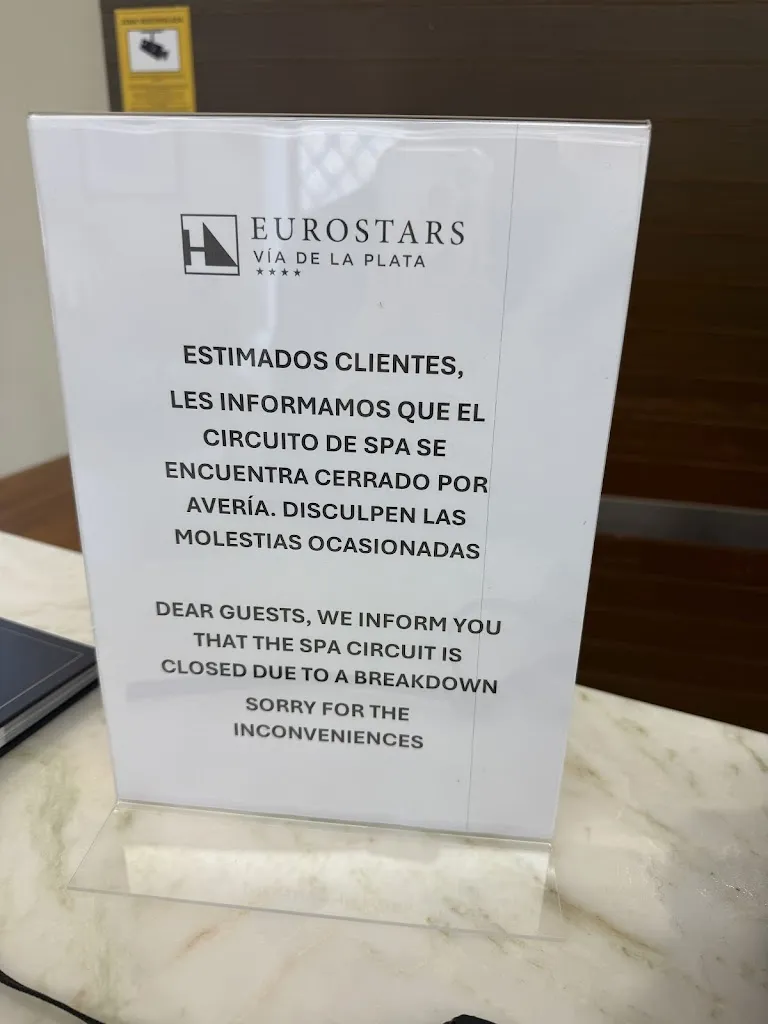 EUROSTARS
VÍA DE LA PLATA
★★★★
ESTIMADOS CLIENTES,
LES INFORMAMOS QUE EL
CIRCUITO DE SPA SE
ENCUENTRA CERRADO POR
AVERÍA. DISCULPEN LAS
MOLESTIAS OCASIONADAS
DEAR GUESTS, WE INFORM YOU
THAT THE SPA CIRCUIT IS
CLOSED DUE TO A BREAKDOWN
SORRY FOR THE
INCONVENIENCES